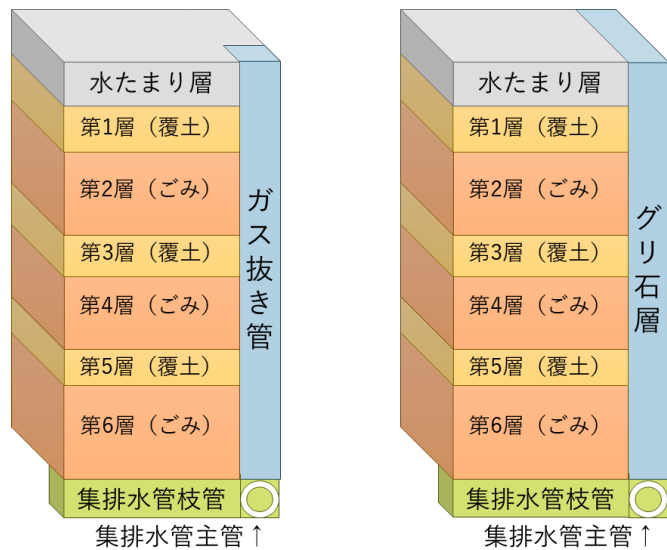 水たまり層
第1層（覆土）
第2層（ごみ）
第3層（覆土）
第4層（ごみ）
第5層（覆土）
第6層（ごみ）
ガス抜き管
集排水管枝管
集排水管主管↑
水たまり層
第1層（覆土）
第2層（ごみ）
第3層（覆土）
第4層（ごみ）
第5層（覆土）
第6層（ごみ）
グリ石層
集排水管枝管
集排水管主管↑